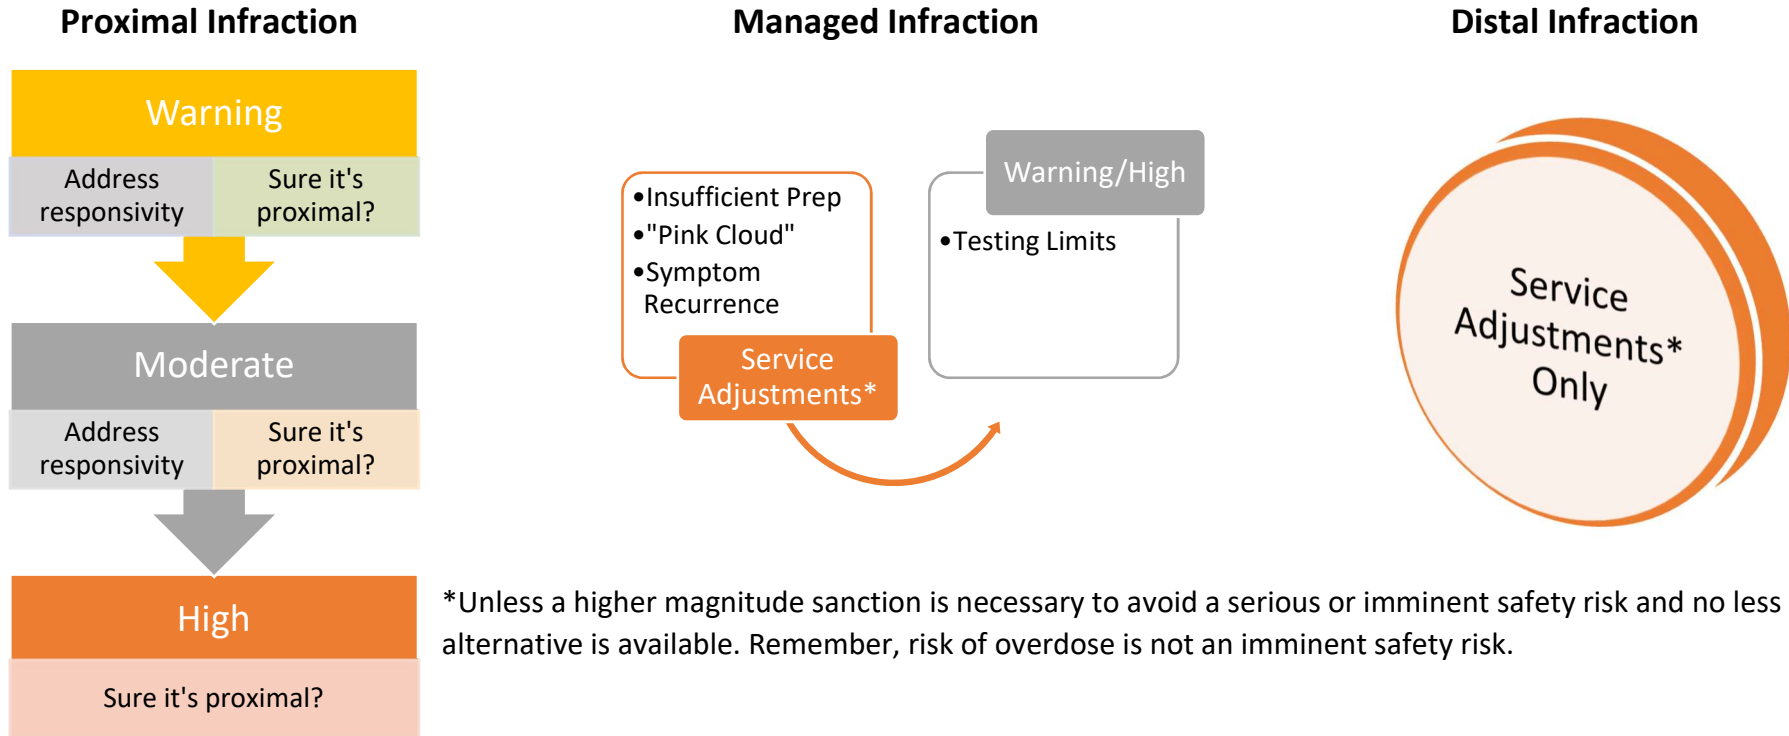 Proximal Infraction
Warning
Address
responsivity
Sure it's
proximal?
Moderate
Address
responsivity
Sure it's
proximal?
High
Sure it's proximal?
Managed Infraction
•Insufficient Prep
•"Pink Cloud"
•Symptom
Recurrence
Service
Adjustments*
Warning/High
•Testing Limits
Distal Infraction
Service
Adjustments*
Only
*Unless a higher magnitude sanction is necessary to avoid a serious or imminent safety risk and no less
alternative is available. Remember, risk of overdose is not an imminent safety risk.